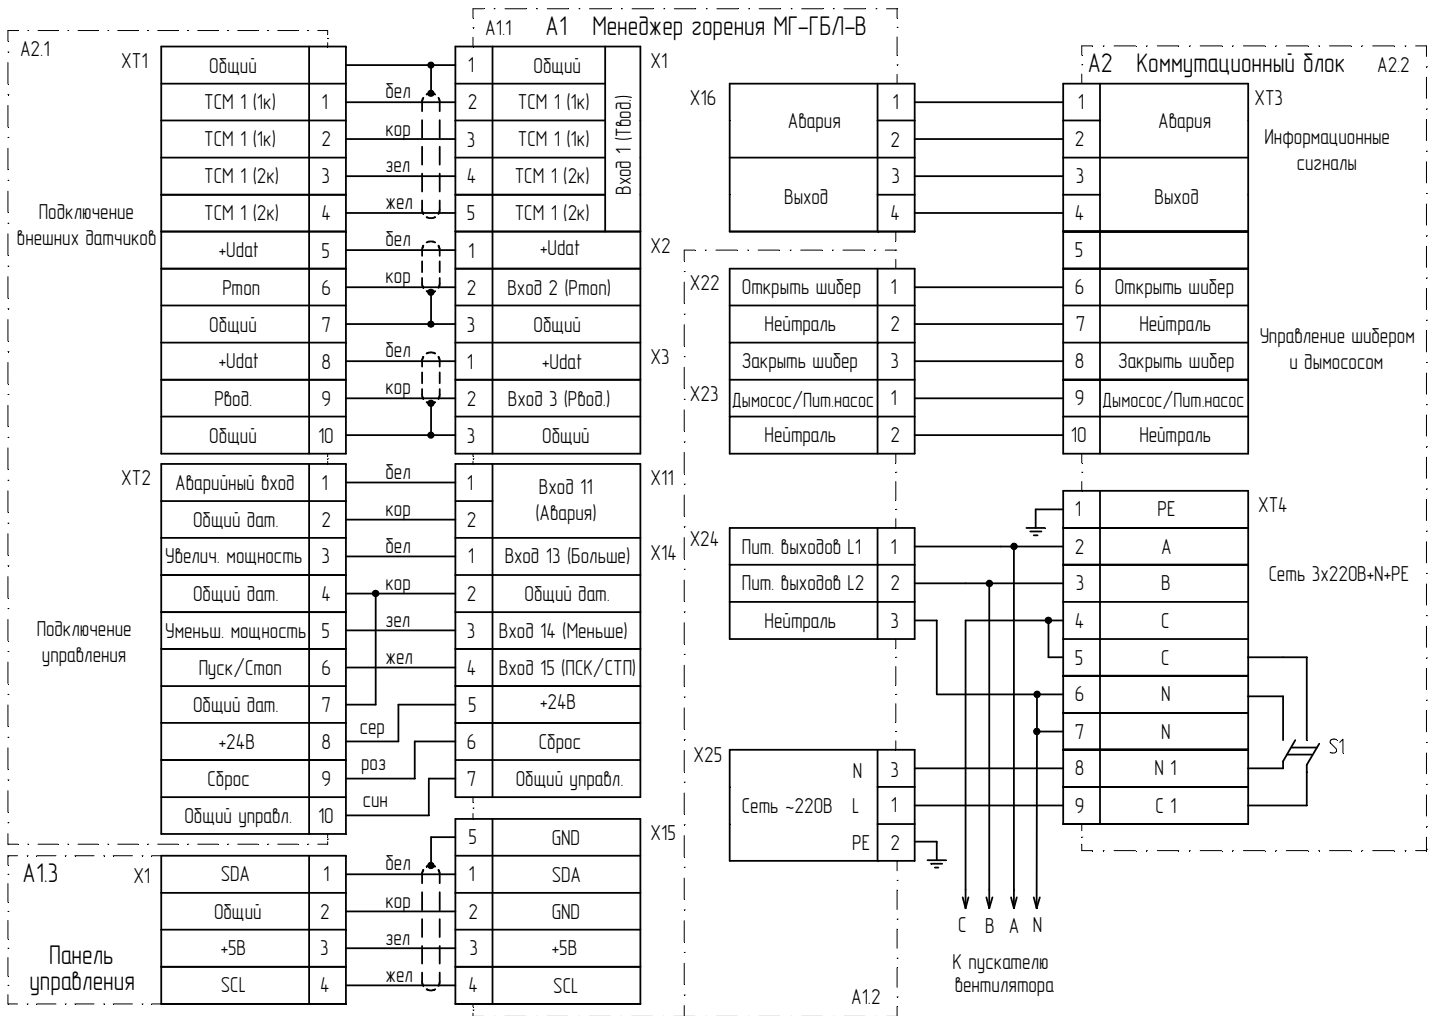 A2.1
A1.1 A1 Менеджер горения МГ-ГБЛ-В
A2 Коммутационный блок A2.2
XT1
Общий
ТСМ 1 (1к) 1
ТСМ 1 (1к) 2
ТСМ 1 (2к) 3
ТСМ 1 (2к) 4
+Udat 5
Pтоп 6
Общий 7
+Udat 8
Pвод. 9
Общий 10
Подключение
внешних датчиков
бел
кор
зел
жел
бел
кор
бел
кор
X1
1 Общий
2 ТСМ 1 (1к)
3 ТСМ 1 (1к)
4 ТСМ 1 (2к)
5 ТСМ 1 (2к)
Вход 1 (Твод.)
X2
1 +Udat
2 Вход 2 (Pтоп)
3 Общий
X3
1 +Udat
2 Вход 3 (Pвод.)
3 Общий
XT2
Аварийный вход 1
Общий дат. 2
Увелич. мощность 3
Общий дат. 4
Уменьш. мощность 5
Пуск/Стоп 6
Общий дат. 7
+24В 8
Сброс 9
Общий управл. 10
Подключение
управления
бел
кор
бел
кор
зел
жел
сер
роз
син
X11
1
2
Вход 11
(Авария)
X14
1 Вход 13 (Больше)
2 Общий дат.
3 Вход 14 (Меньше)
4 Вход 15 (ПСК/СТП)
5 +24В
6 Сброс
7 Общий управл.
A1.3 X1
SDA 1
Общий 2
+5В 3
SCL 4
Панель
управления
бел
кор
зел
жел
X15
5 GND
1 SDA
2 GND
3 +5В
4 SCL
X16
Авария
1
2
Выход
3
4
X22
Открыть шибер 1
Нейтраль 2
Закрыть шибер 3
X23
Дымосос/Пит.насос 1
Нейтраль 2
X24
Пит. выходов L1 1
Пит. выходов L2 2
Нейтраль 3
X25
Сеть ~220В
N 3
L 1
PE 2
A1.2
XT3
1
2
Авария
3
4
Выход
5
6 Открыть шибер
7 Нейтраль
8 Закрыть шибер
9 Дымосос/Пит.насос
10 Нейтраль
Информационные
сигналы
Управление шибером
и дымососом
XT4
1 PE
2 A
3 B
4 C
5 C
6 N
7 N
8 N 1
9 C 1
Сеть 3х220В+N+PE
S1
C B A N
К пускателю
вентилятора